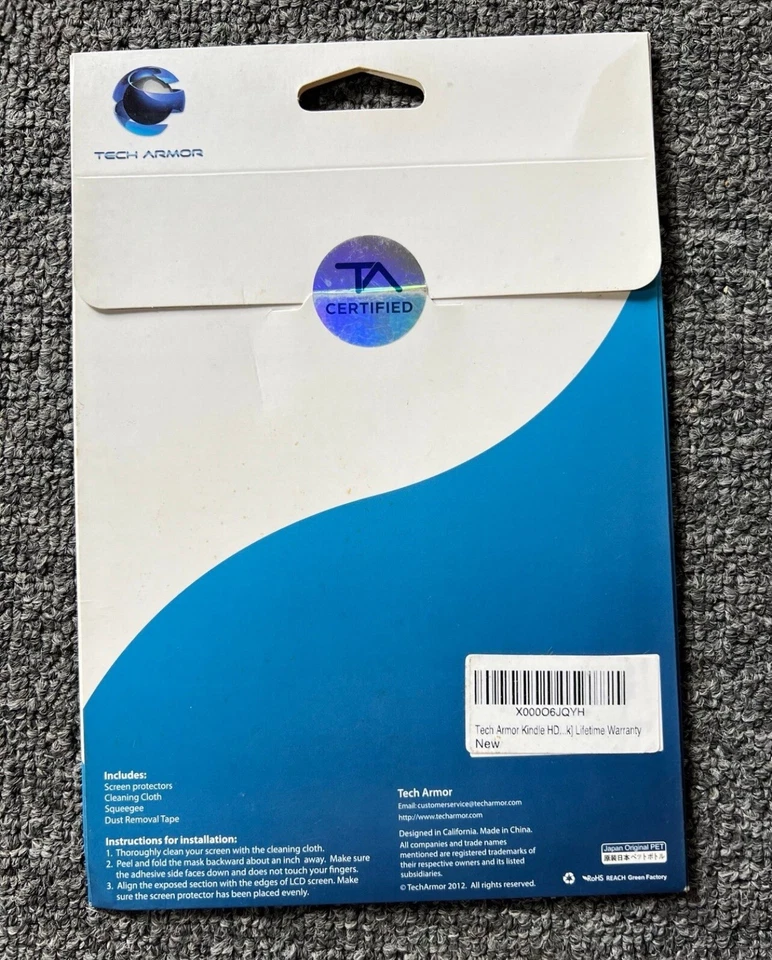 TECH ARMOR
TA
CERTIFIED
X000O6JQYH
Tech Armor Kindle HD...k] Lifetime Warranty
New
Includes:
Screen protectors
Cleaning Cloth
Squeegee
Dust Removal Tape
Instructions for installation:
1. Thoroughly clean your screen with the cleaning cloth.
2. Peel and fold the mask backward about an inch away. Make sure
the adhesive side faces down and does not touch your fingers.
3. Align the exposed section with the edges of LCD screen. Make
sure the screen protector has been placed evenly.
Tech Armor
Email: customerservice@techarmor.com
http://www.techarmor.com
Designed in California. Made in China.
All companies and trade names
mentioned are registered trademarks of
their respective owners and its listed
subsidiaries.
©TechArmor 2012. All rights reserved.
Japan Original PET
原装日本ペットボトル
RoHS REACH Green Factory